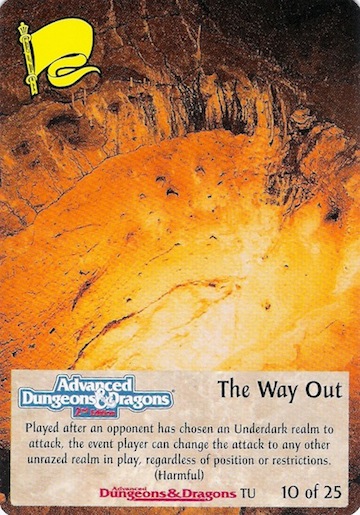 Advanced
Dungeons & Dragons
2nd Edition
The Way Out
Played after an opponent has chosen an Underdark realm to
attack, the event player can change the attack to any other
unrazed realm in play, regardless of position or restrictions.
(Harmful)
Advanced
Dungeons & Dragons TU 10 of 25